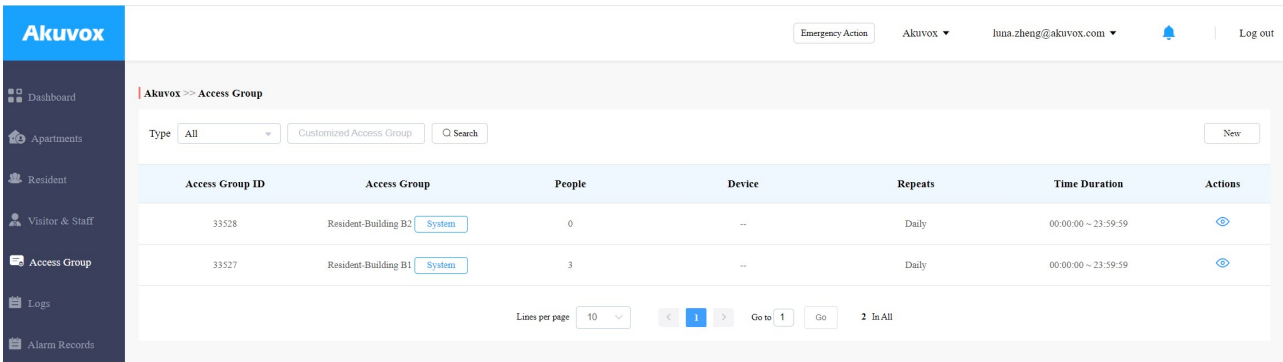 Akuvox
Emergency Action Akuvox luna.zheng@akuvox.com Log out
Dashboard
Apartments
Resident
Visitor & Staff
Access Group
Logs
Alarm Records
Akuvox >> Access Group
Type All Customized Access Group Search New
Access Group ID Access Group People Device Repeats Time Duration Actions
33528 Resident-Building B2 System 0 -- Daily 00:00:00 ~ 23:59:59
33527 Resident-Building B1 System 3 -- Daily 00:00:00 ~ 23:59:59
Lines per page 10 < 1 > Go to 1 Go 2 In All